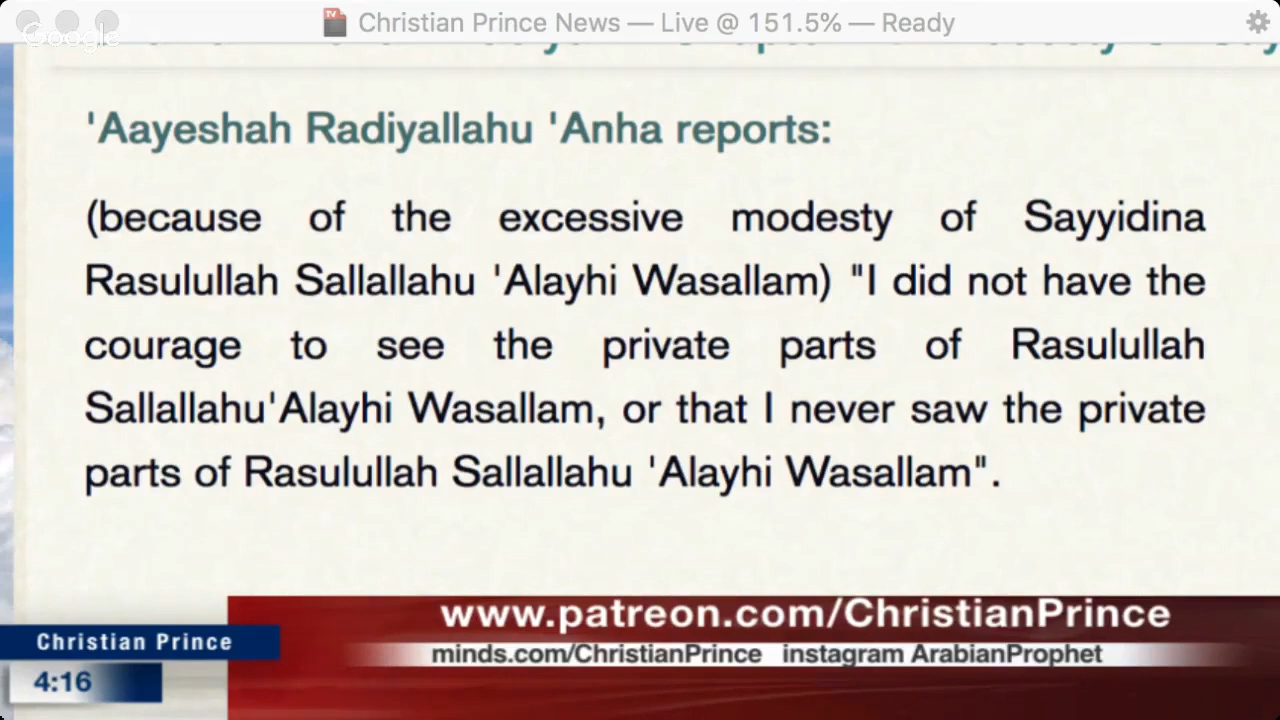 Christian Prince News — Live @ 151.5% — Ready
Google
'Aayeshah Radiyallahu 'Anha reports:
(because of the excessive modesty of Sayyidina
Rasulullah Sallallahu 'Alayhi Wasallam) "I did not have the
courage to see the private parts of Rasulullah
Sallallahu'Alayhi Wasallam, or that I never saw the private
parts of Rasulullah Sallallahu 'Alayhi Wasallam".
www.patreon.com/ChristianPrince
Christian Prince
minds.com/ChristianPrince instagram ArabianProphet
4:16